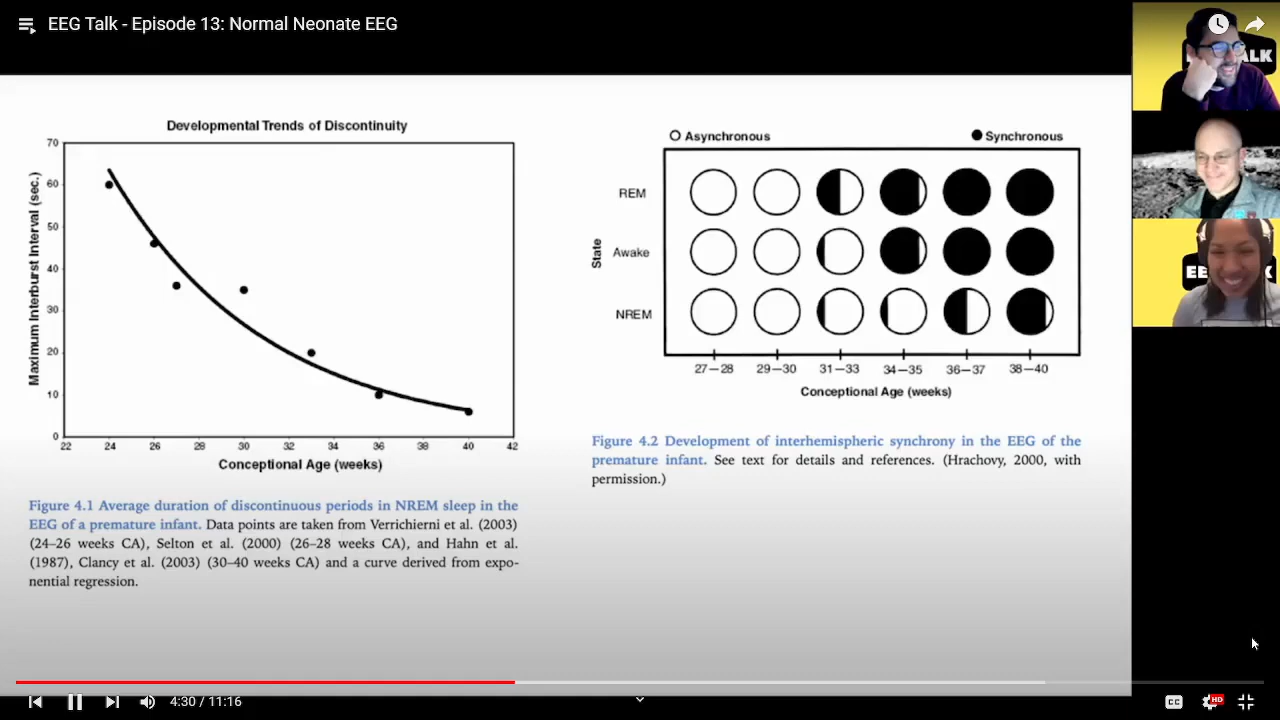 EEG Talk - Episode 13: Normal Neonate EEG
ALK
EE
K
Developmental Trends of Discontinuity
Maximum Interburst Interval (sec.)
70
60
50
40
30
20
10
0
22 24 26 28 30 32 34 36 38 40 42
Conceptional Age (weeks)
Figure 4.1 Average duration of discontinuous periods in NREM sleep in the
EEG of a premature infant. Data points are taken from Verrichierni et al. (2003)
(24–26 weeks CA), Selton et al. (2000) (26–28 weeks CA), and Hahn et al.
(1987), Clancy et al. (2003) (30–40 weeks CA) and a curve derived from expo-
nential regression.
Asynchronous Synchronous
State
REM
Awake
NREM
27–28 29–30 31–33 34–35 36–37 38–40
Conceptional Age (weeks)
Figure 4.2 Development of interhemispheric synchrony in the EEG of the
premature infant. See text for details and references. (Hrachovy, 2000, with
permission.)
4:30 / 11:16
CC
HD